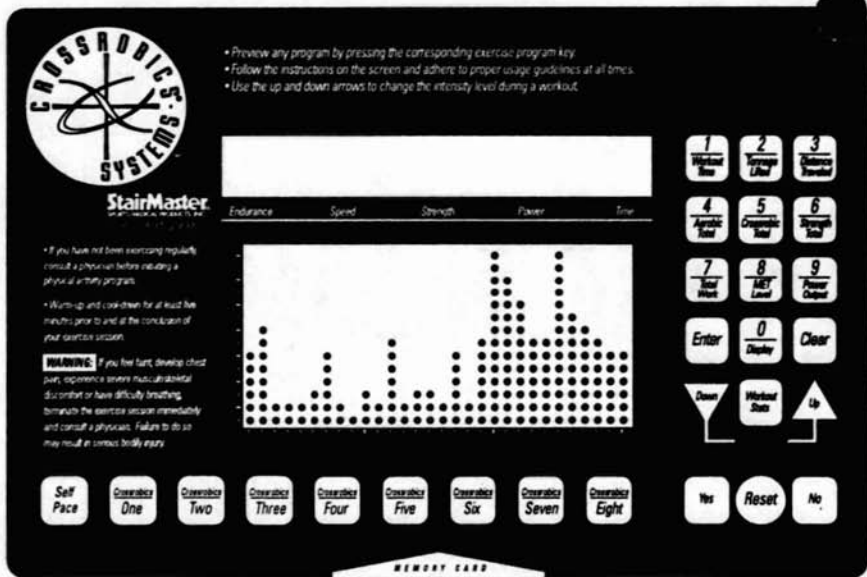 CROSSROBICS
SYSTEMS
StairMaster
SPORTS/MEDICAL PRODUCTS, INC.
• Preview any program by pressing the corresponding exercise program key.
• Follow the instructions on the screen and adhere to proper usage guidelines at all times.
• Use the up and down arrows to change the intensity level during a workout.
Endurance Speed Strength Power Time
• If you have not been exercising regularly,
consult a physician before initiating a
physical activity program.
• Warm-up and cool-down for at least five
minutes prior to and at the conclusion of
your exercise session.
WARNING: If you feel faint, develop chest
pain, experience severe musculoskeletal
discomfort or have difficulty breathing,
terminate the exercise session immediately
and consult a physician. Failure to do so
may result in serious bodily injury.
1
Workout
Time
2
Tonnage
Lifted
3
Distance
Traveled
4
Aerobic
Total
5
Crossrobic
Total
6
Strength
Total
7
Total
Work
8
MET
Level
9
Power
Output
Enter
0
Display
Clear
Down
Workout
Stats
Up
Self
Pace
Crossrobics
One
Crossrobics
Two
Crossrobics
Three
Crossrobics
Four
Crossrobics
Five
Crossrobics
Six
Crossrobics
Seven
Crossrobics
Eight
Yes
Reset
No
MEMORY CARD